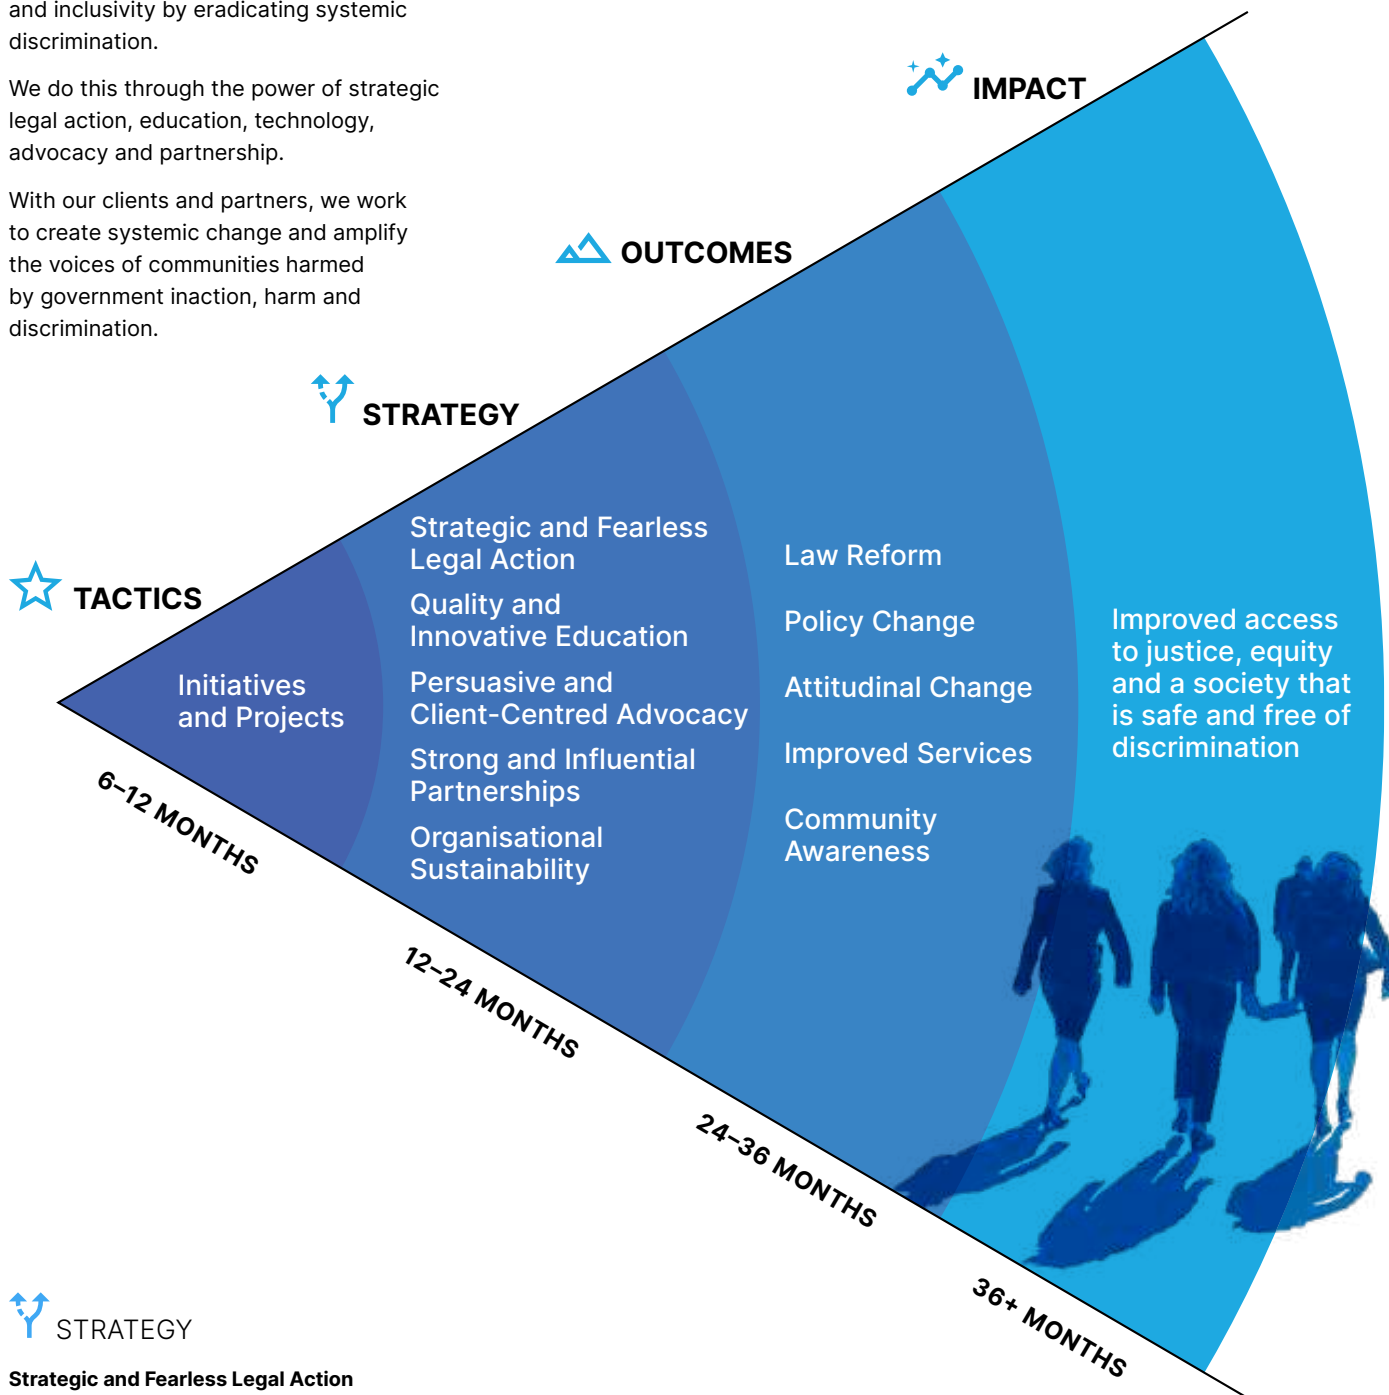 and inclusivity by eradicating systemic
discrimination.
We do this through the power of strategic
legal action, education, technology,
advocacy and partnership.
With our clients and partners, we work
to create systemic change and amplify
the voices of communities harmed
by government inaction, harm and
discrimination.
IMPACT
OUTCOMES
STRATEGY
TACTICS
Initiatives
and Projects
Strategic and Fearless
Legal Action
Quality and
Innovative Education
Persuasive and
Client-Centred Advocacy
Strong and Influential
Partnerships
Organisational
Sustainability
Law Reform
Policy Change
Attitudinal Change
Improved Services
Community
Awareness
Improved access
to justice, equity
and a society that
is safe and free of
discrimination
6–12 MONTHS
12–24 MONTHS
24–36 MONTHS
36+ MONTHS
STRATEGY
Strategic and Fearless Legal Action